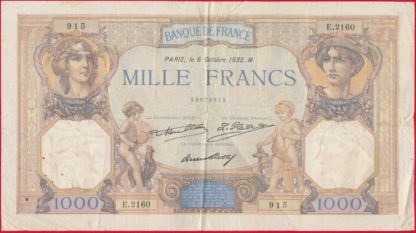 BANQUE DE FRANCE
915
E.2160
PARIS, le 6 Octobre 1932. M.
MILLE FRANCS
1000
E.2160
915
1000